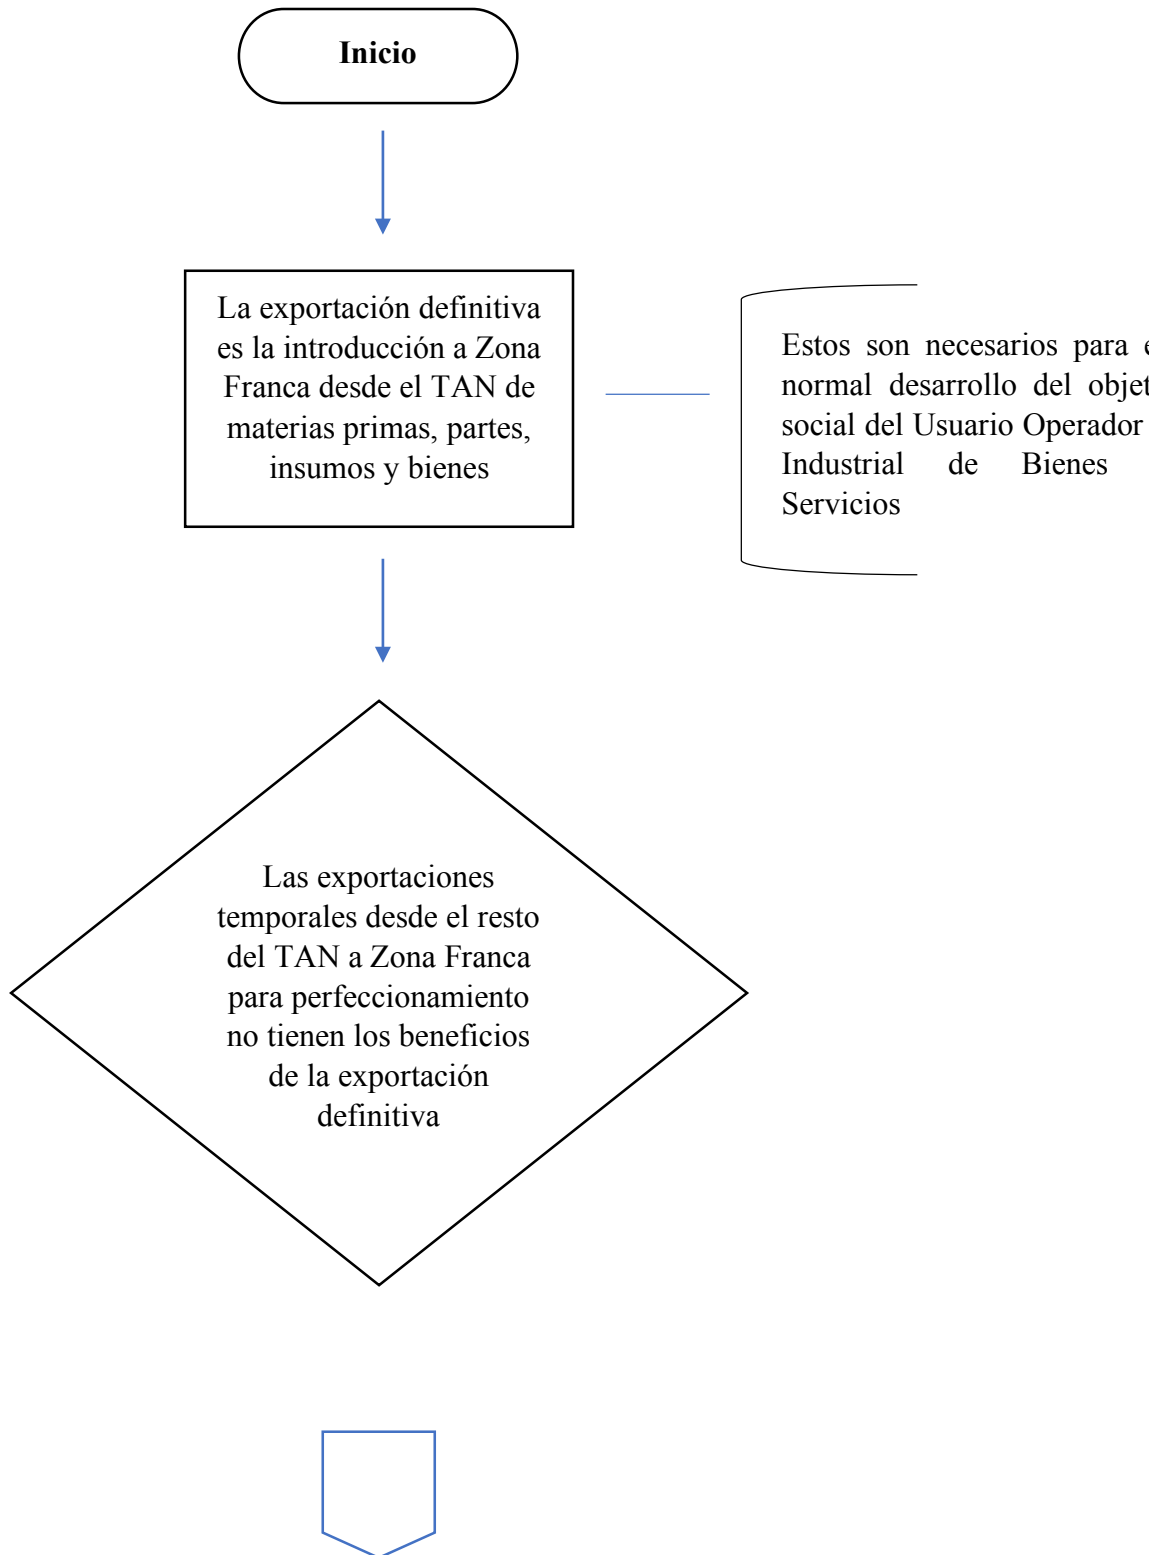 Inicio
La exportación definitiva
es la introducción a Zona
Franca desde el TAN de
materias primas, partes,
insumos y bienes
Estos son necesarios para e
normal desarrollo del objet
social del Usuario Operador
Industrial de Bienes
Servicios
Las exportaciones
temporales desde el resto
del TAN a Zona Franca
para perfeccionamiento
no tienen los beneficios
de la exportación
definitiva